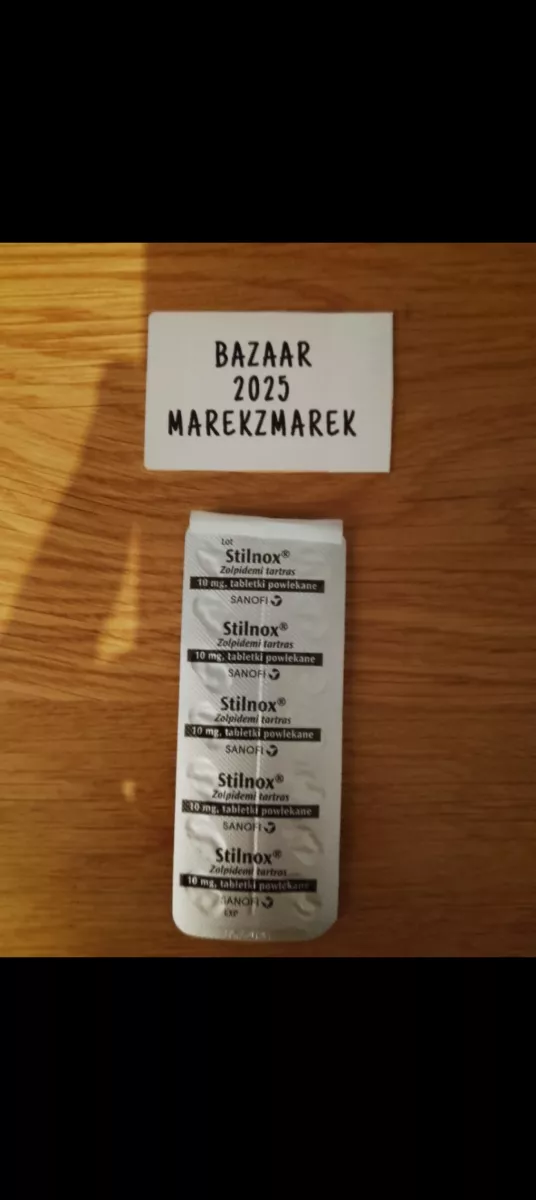 BAZAAR
2025
MAREKZMAREK
Lot
Stilnox®
Zolpidemi tartras
10 mg, tabletki powlekane
SANOFI
Stilnox®
Zolpidemi tartras
10 mg, tabletki powlekane
SANOFI
Stilnox®
Zolpidemi tartras
10 mg, tabletki powlekane
SANOFI
Stilnox®
Zolpidemi tartras
10 mg, tabletki powlekane
SANOFI
Stilnox®
Zolpidemi tartras
10 mg, tabletki powlekane
SANOFI
EXP